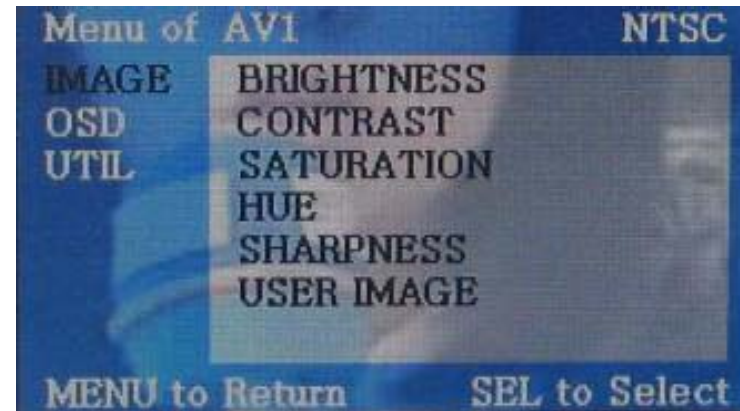 Menu of AV1 NTSC
IMAGE BRIGHTNESS
OSD CONTRAST
UTIL SATURATION
HUE
SHARPNESS
USER IMAGE
MENU to Return SEL to Select